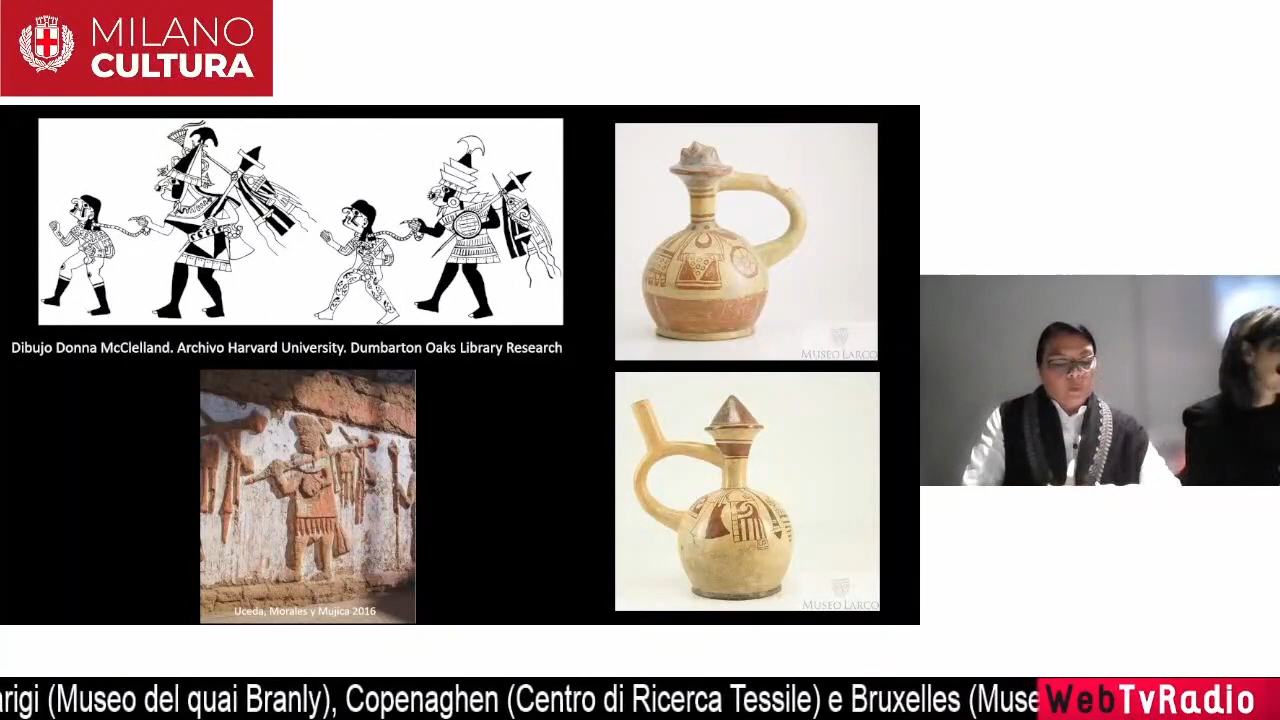 MILANO
CULTURA
Dibujo Donna McClelland. Archivo Harvard University. Dumbarton Oaks Library Research
MUSEO LARCO
Uceda, Morales y Mujica 2016
MUSEO LARCO
arigi (Museo del quai Branly), Copenaghen (Centro di Ricerca Tessile) e Bruxelles (Muse
WebTvRadio